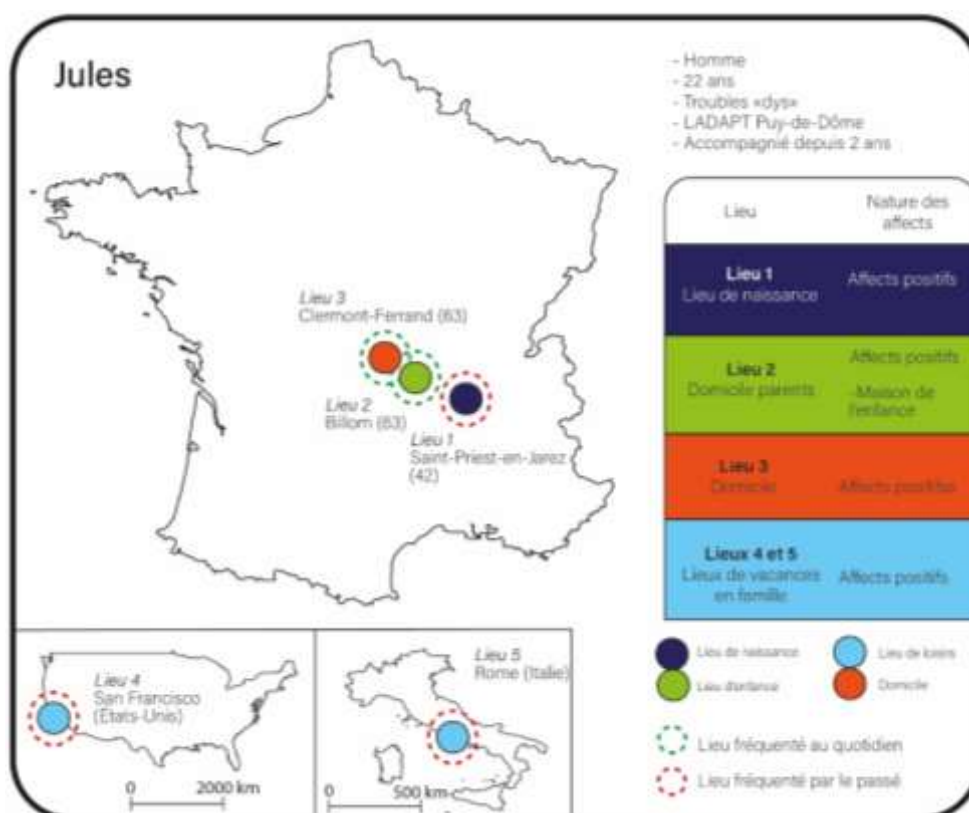 Jules
- Homme
- 22 ans
- Troubles «dys»
- LADAPT Puy-de-Dôme
- Accompagné depuis 2 ans
Lieu 3
Clermont-Ferrand (63)
Lieu 2
Billom (63)
Lieu 1
Saint-Priest-en-Jarez
(42)
Lieu
Nature des
affects
Lieu 1
Lieu de naissance
Affects positifs
Lieu 2
Domicile parents
Affects positifs
-Maison de
l'enfance
Lieu 3
Domicile
Affects positifs
Lieux 4 et 5
Lieux de vacances
en famille
Affects positifs
Lieu 4
San Francisco
(États-Unis)
0 2000 km
Lieu 5
Rome (Italie)
0 500 km
Lieu de naissance
Lieu de loisirs
Lieu d'enfance
Domicile
Lieu fréquenté au quotidien
Lieu fréquenté par le passé